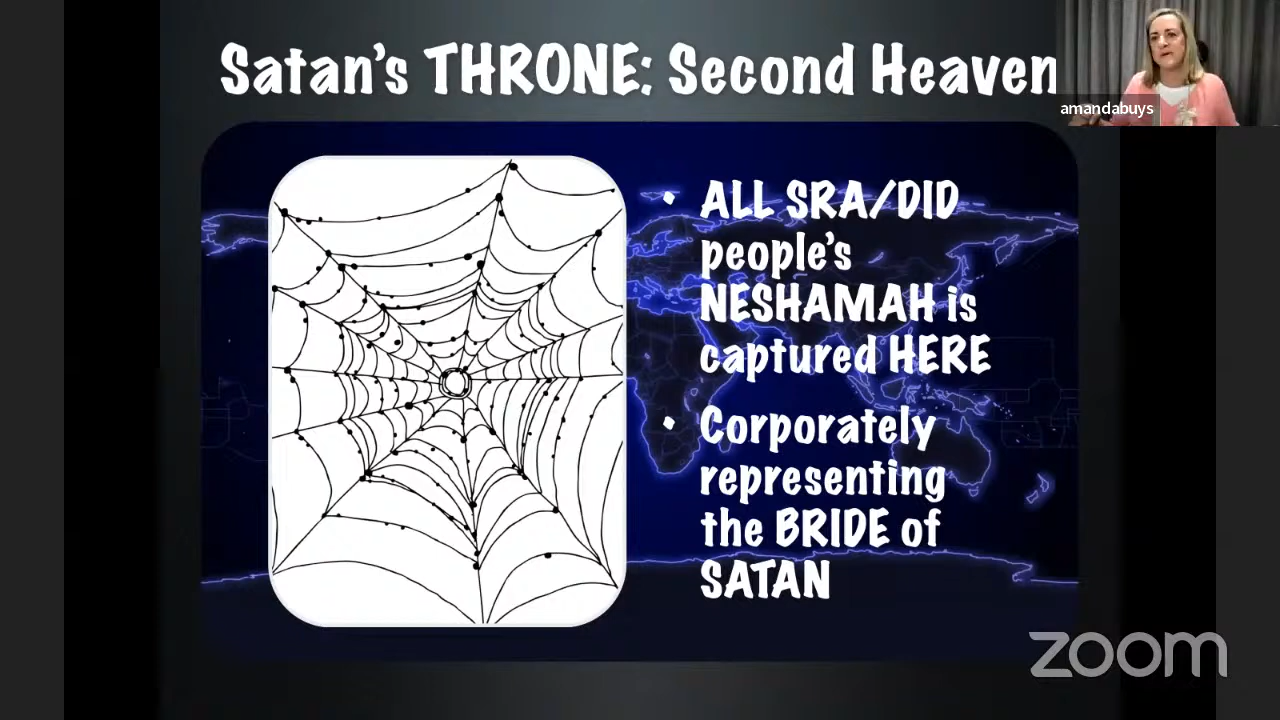 Satan's THRONE: Second Heaven
amandabuys
• ALL SRA/DID
people's
NESHAMAH is
captured HERE
• Corporately
representing
the BRIDE of
SATAN
zoom